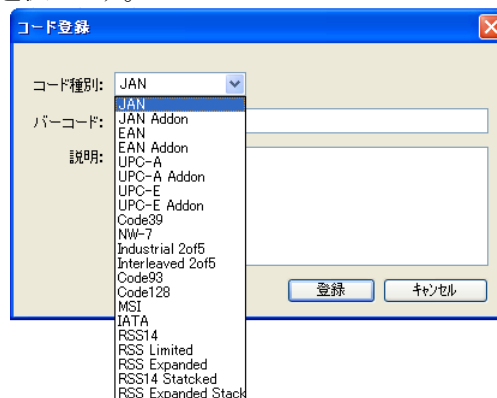 コード登録
コード種別: JAN
JAN
JAN Addon
バーコード:
EAN
EAN Addon
説明:
UPC-A
UPC-A Addon
UPC-E
UPC-E Addon
Code39
NW-7
Industrial 2of5
Interleaved 2of5
Code93
Code128
登録 キャンセル
MSI
IATA
RSS14
RSS Limited
RSS Expanded
RSS14 Statcked
RSS Expanded Stack